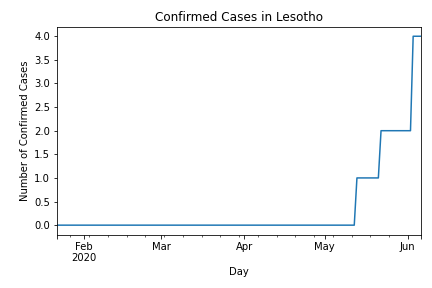 Confirmed Cases in Lesotho
Number of Confirmed Cases
4.0
3.5
3.0
2.5
2.0
1.5
1.0
0.5
0.0
Feb Mar Apr May Jun
2020
Day